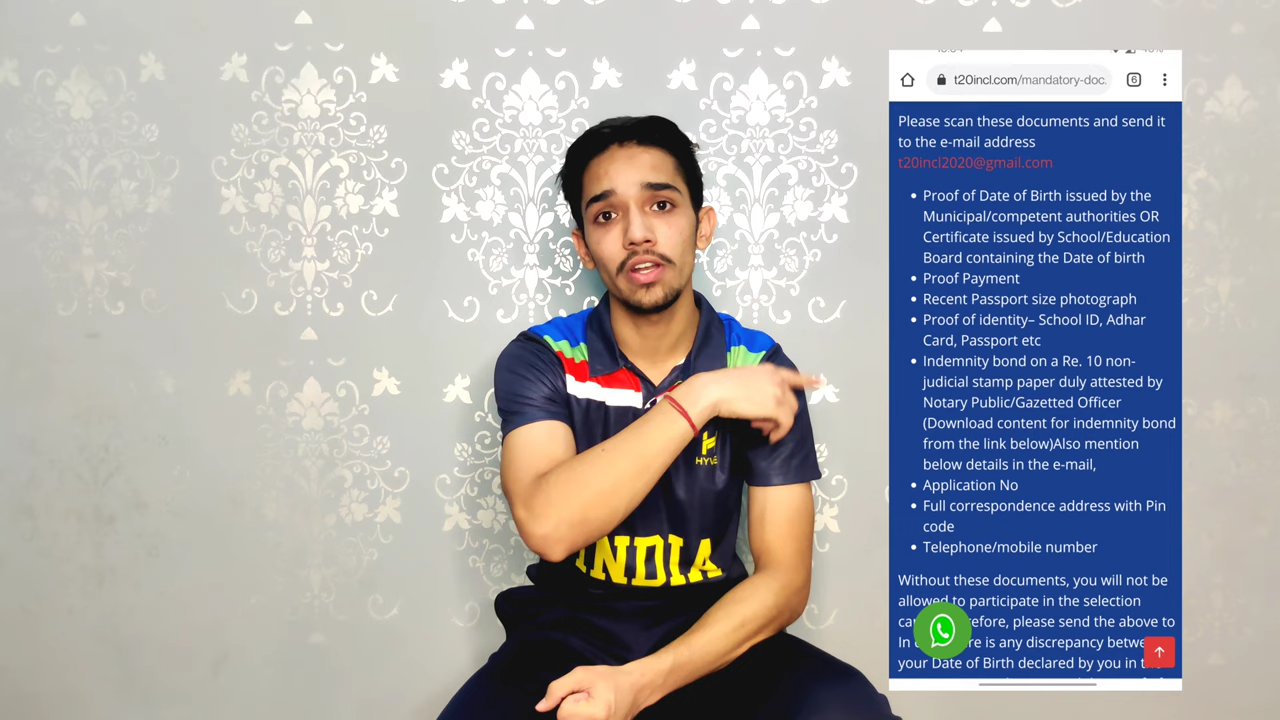 t20incl.com/mandatory-doc.
6
Please scan these documents and send it
to the e-mail address
t20incl2020@gmail.com
• Proof of Date of Birth issued by the
Municipal/competent authorities OR
Certificate issued by School/Education
Board containing the Date of birth
• Proof Payment
• Recent Passport size photograph
• Proof of identity– School ID, Adhar
Card, Passport etc
• Indemnity bond on a Re. 10 non-
judicial stamp paper duly attested by
Notary Public/Gazetted Officer
(Download content for indemnity bond
from the link below)Also mention
below details in the e-mail,
• Application No
• Full correspondence address with Pin
code
• Telephone/mobile number
Without these documents, you will not be
allowed to participate in the selection
please send the above to
In is any discrepancy
your Date of Birth declared by you in
HYVE
INDIA